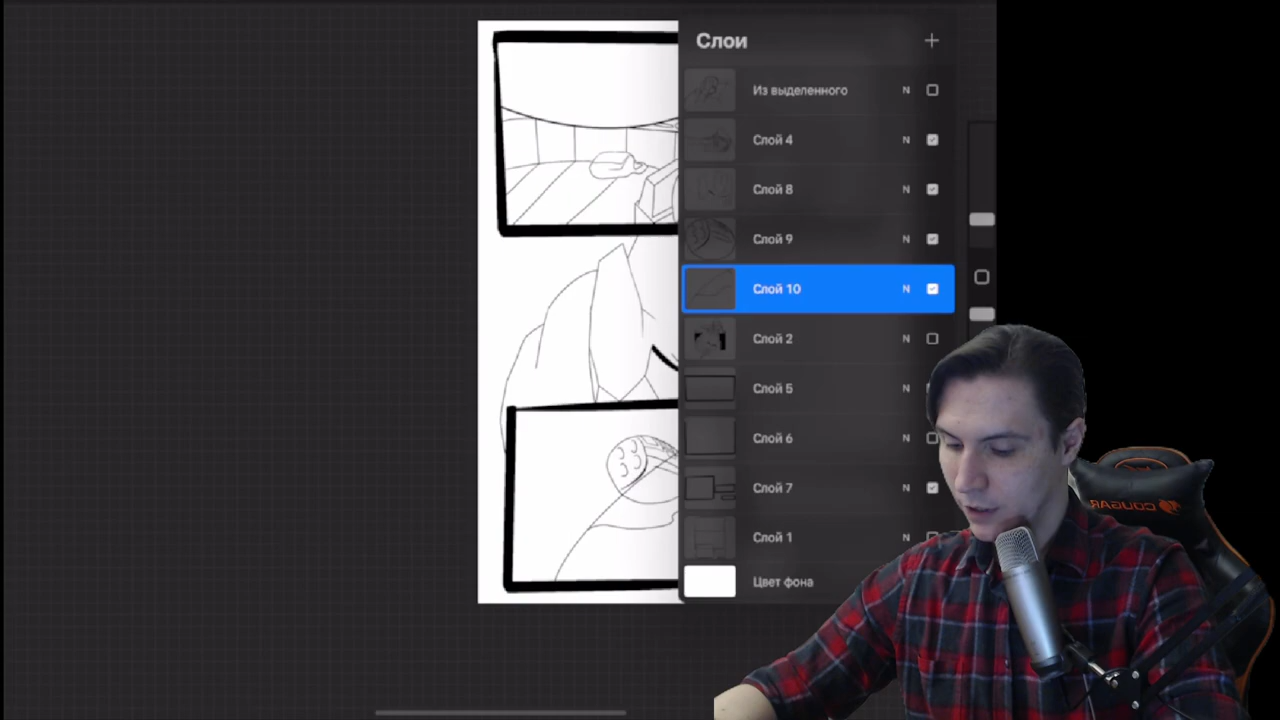 Слои
Из выделенного N
Слой 4 N
Слой 8 N
Слой 9 N
Слой 10 N
Слой 2 N
Слой 5 N
Слой 6 N
Слой 7 N
Слой 1 N
Цвет фона
COUGAR